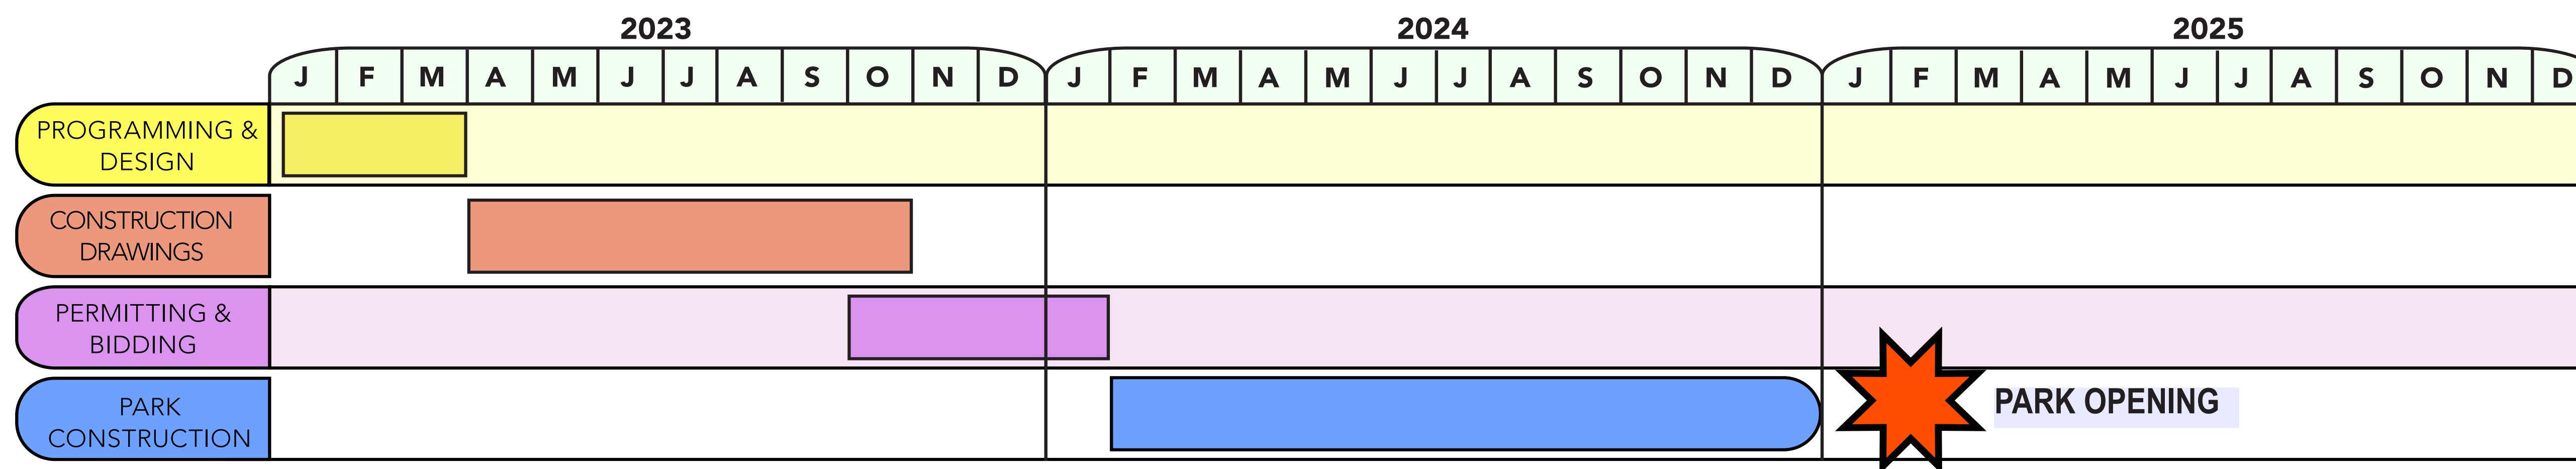 2023 2024 2025
J F M A M J J A S O N D J F M A M J J A S O N D J F M A M J J A S O N D
PROGRAMMING &
DESIGN
CONSTRUCTION
DRAWINGS
PERMITTING &
BIDDING
PARK
CONSTRUCTION
PARK OPENING